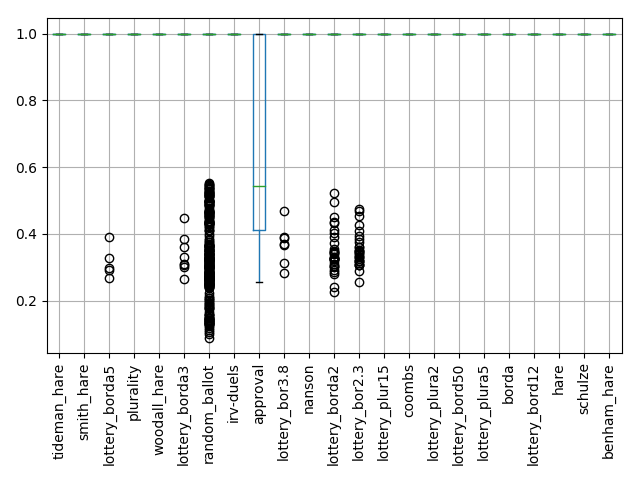 1.0
0.8
0.6
0.4
0.2
tideman_hare
smith_hare
lottery_borda5
plurality
woodall_hare
lottery_borda3
random_ballot
irv-duels
approval
lottery_bor3.8
nanson
lottery_borda2
lottery_bor2.3
lottery_plur15
coombs
lottery_plura2
lottery_bord50
lottery_plura5
borda
lottery_bord12
hare
schulze
benham_hare